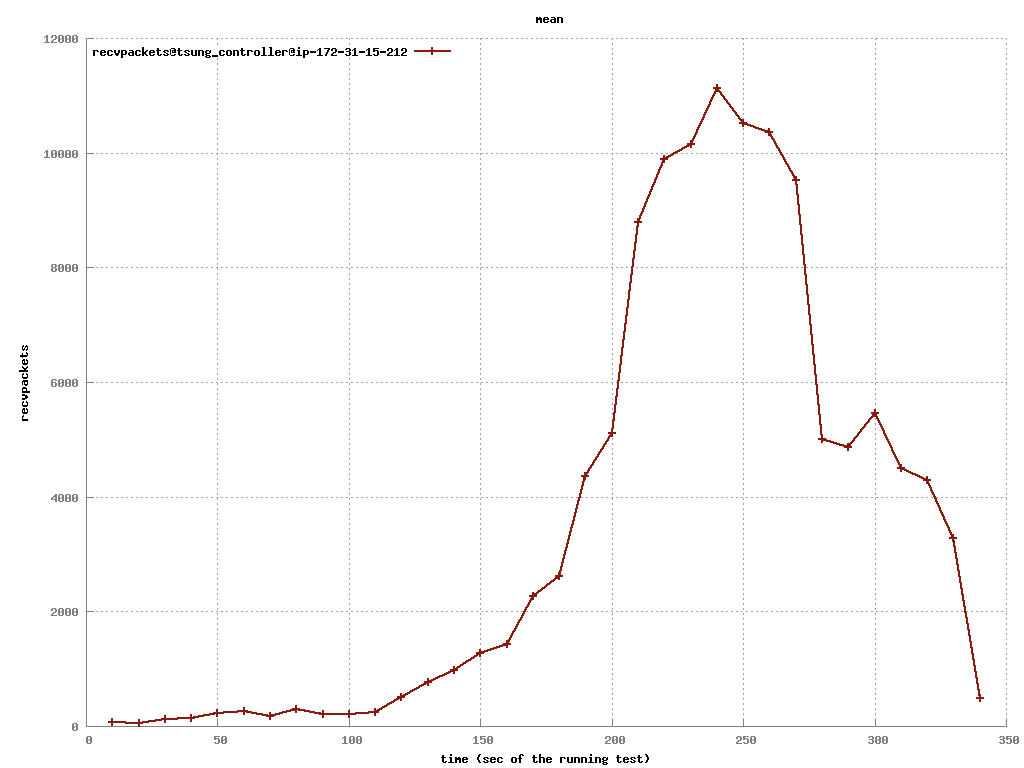 mean
12000
recvpackets@tsung_controller@ip-172-31-15-212
10000
8000
6000
recvpackets
4000
2000
0
0 50 100 150 200 250 300 350
time (sec of the running test)